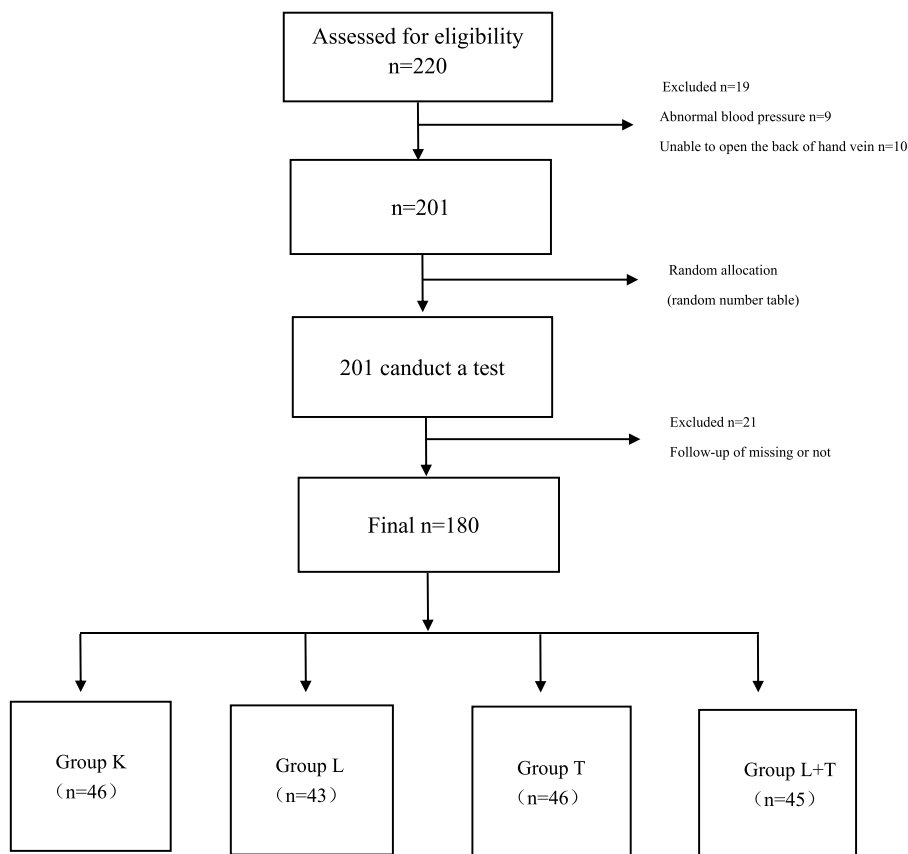 Assessed for eligibility
n=220
Excluded n=19
Abnormal blood pressure n=9
Unable to open the back of hand vein n=10
n=201
Random allocation
(random number table)
201 canduct a test
Excluded n=21
Follow-up of missing or not
Final n=180
Group K
（n=46）
Group L
（n=43）
Group T
（n=46）
Group L+T
（n=45）